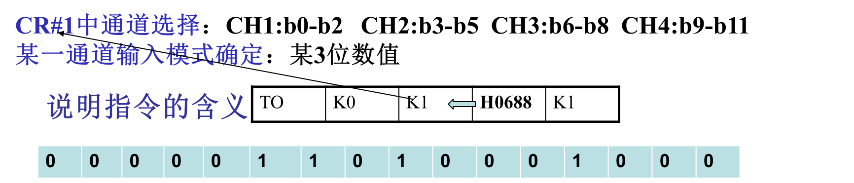 CR#1中通道选择：CH1:b0-b2 CH2:b3-b5 CH3:b6-b8 CH4:b9-b11
某一通道输入模式确定：某3位数值
说明指令的含义 TO K0 K1 H0688 K1
0 0 0 0 0 1 1 0 1 0 0 0 1 0 0 0